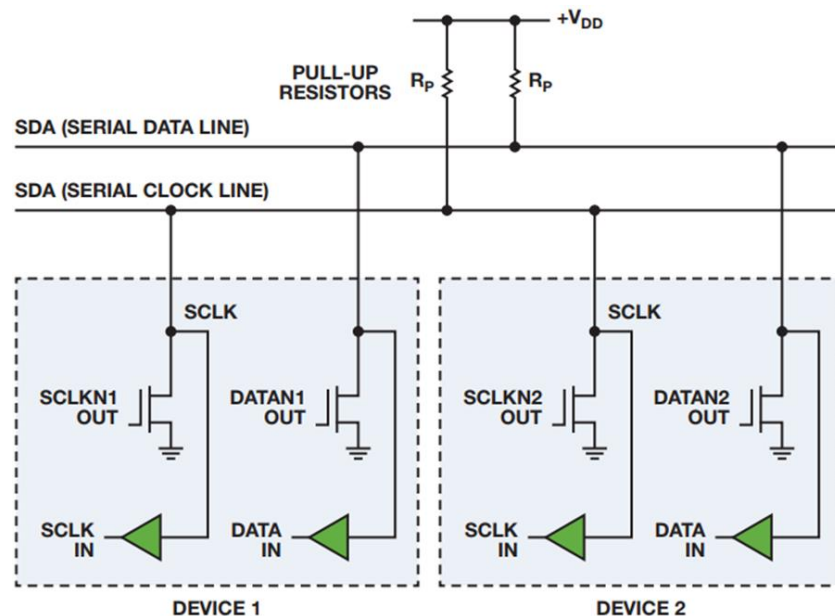 +VDD
PULL-UP
RESISTORS
RP
RP
SDA (SERIAL DATA LINE)
SDA (SERIAL CLOCK LINE)
SCLK
SCLKN1
OUT
DATAN1
OUT
SCLK
IN
DATA
IN
DEVICE 1
SCLK
SCLKN2
OUT
DATAN2
OUT
SCLK
IN
DATA
IN
DEVICE 2